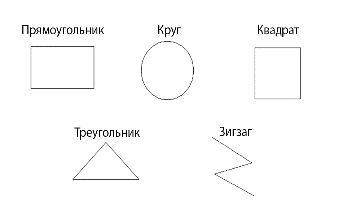 Прямоугольник Круг Квадрат
Треугольник Зигзаг